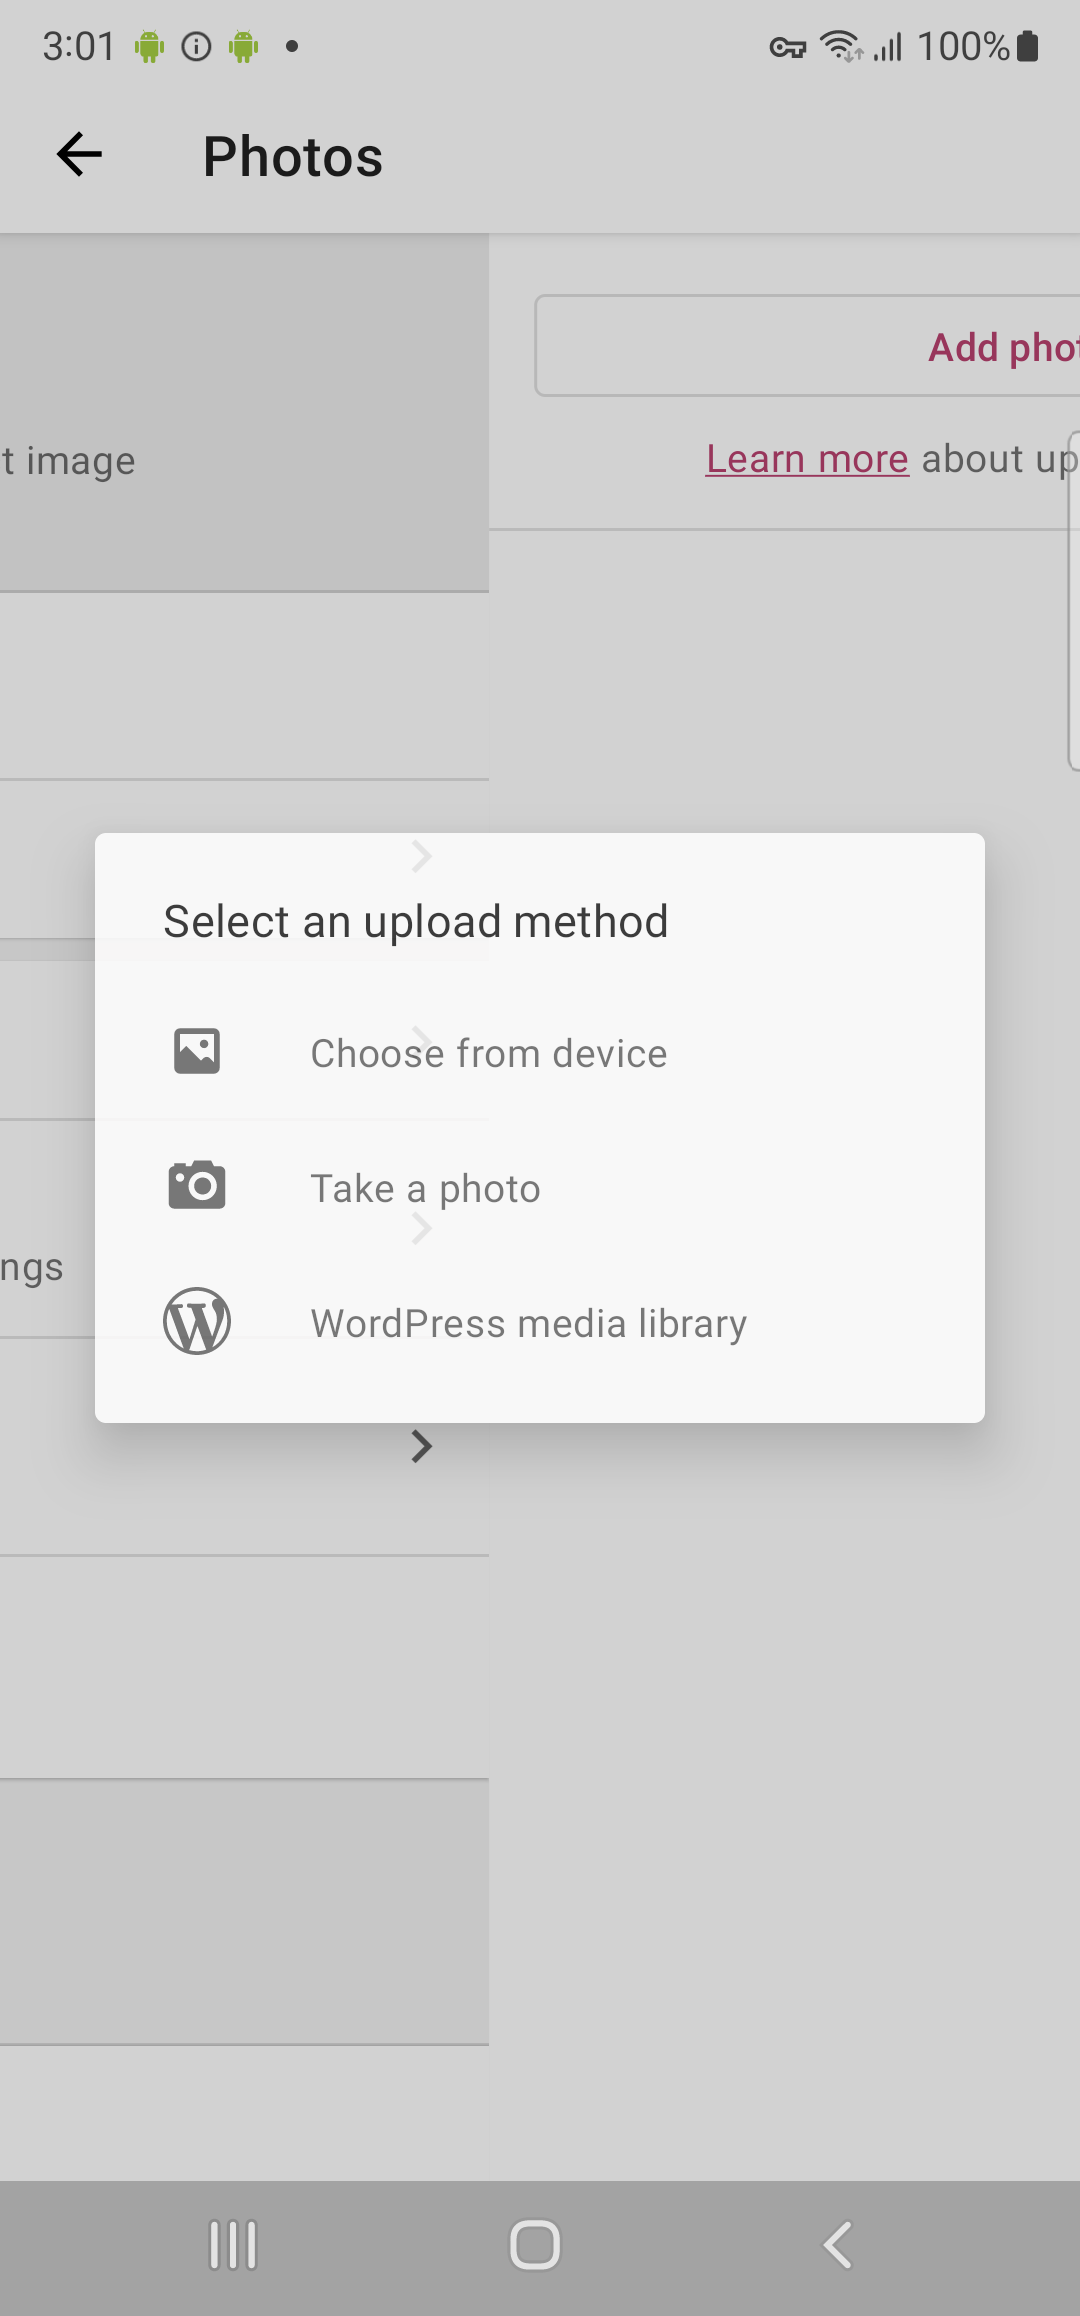 3:01
100%
Photos
Add phot
t image
Learn more about up
Select an upload method
Choose from device
Take a photo
ngs
WordPress media library